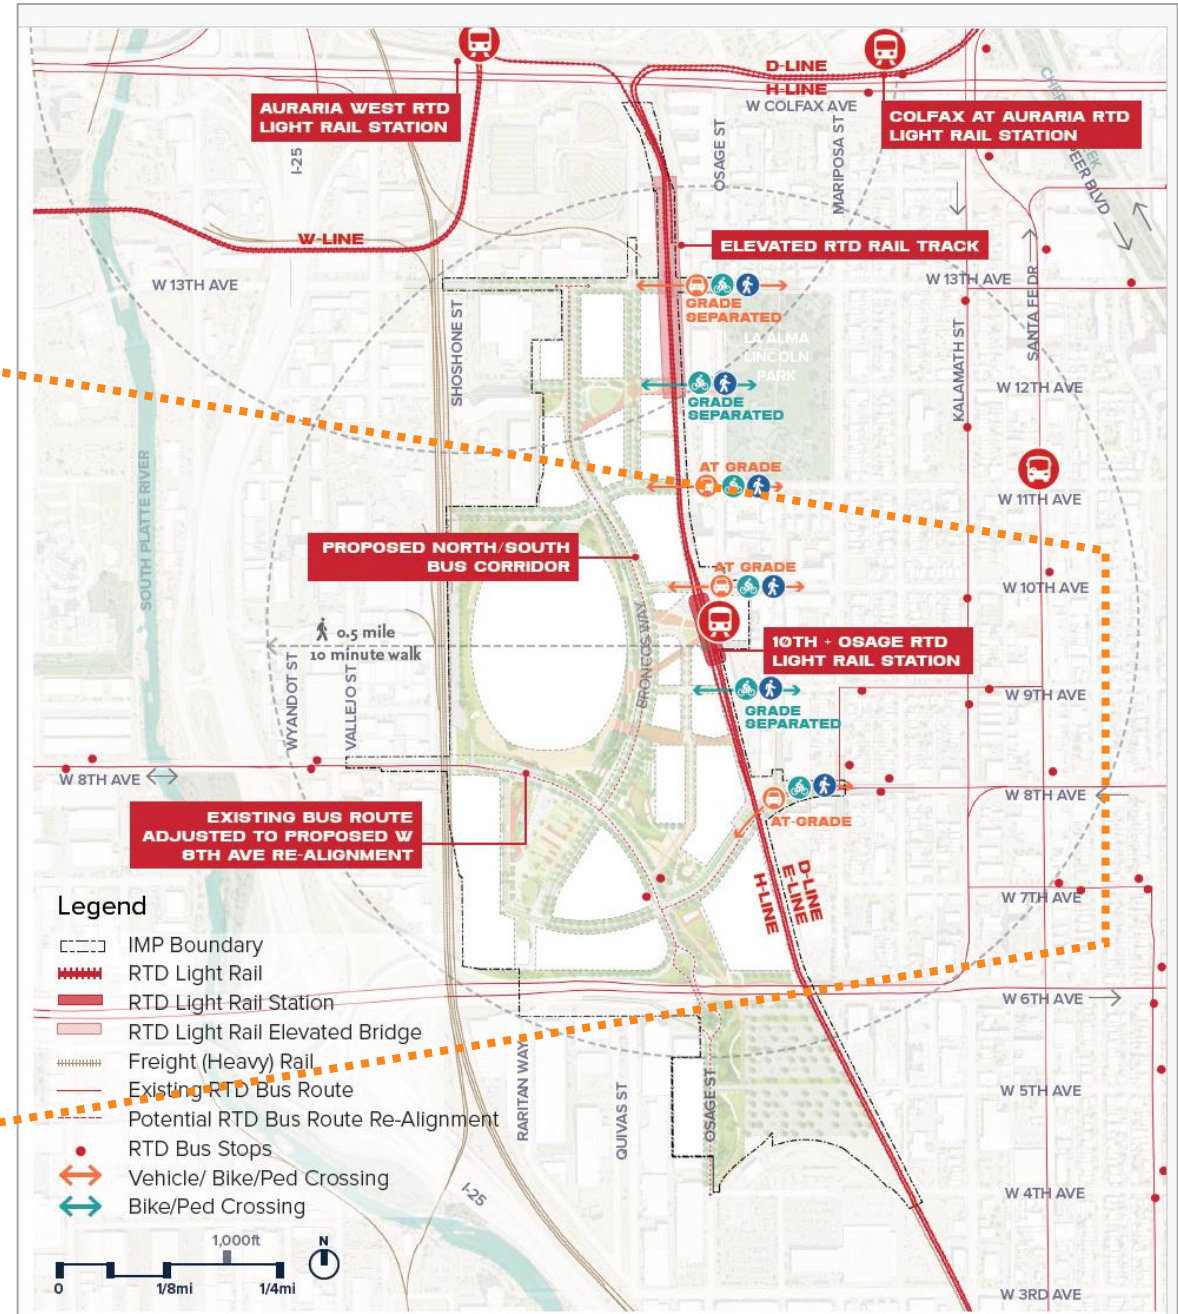 D-LINE
H-LINE
W COLFAX AVE
AURARIA WEST RTD
LIGHT RAIL STATION
COLFAX AT AURARIA RTD
LIGHT RAIL STATION
I-25
OSAGE ST
MARIPOSA ST
W-LINE
ELEVATED RTD RAIL TRACK
W 13TH AVE
W 13TH AVE
GRADE
SEPARATED
SHOSHONE ST
LA ALMA
LINCOLN
PARK
KALAMATH ST
SANTA FE DR
W 12TH AVE
GRADE
SEPARATED
SOUTH PLATTE RIVER
AT GRADE
W 11TH AVE
PROPOSED NORTH/SOUTH
BUS CORRIDOR
AT GRADE
W 10TH AVE
0.5 mile
10 minute walk
BRONCOS WAY
10TH + OSAGE RTD
LIGHT RAIL STATION
WYANDOT ST
VALLEJO ST
W 9TH AVE
GRADE
SEPARATED
W 8TH AVE
W 8TH AVE
AT-GRADE
EXISTING BUS ROUTE
ADJUSTED TO PROPOSED W
8TH AVE RE-ALIGNMENT
H-LINE
D-LINE
E-LINE
W 7TH AVE
W 6TH AVE
Legend
IMP Boundary
RTD Light Rail
RTD Light Rail Station
RTD Light Rail Elevated Bridge
Freight (Heavy) Rail
Existing RTD Bus Route
Potential RTD Bus Route Re-Alignment
RTD Bus Stops
Vehicle/ Bike/Ped Crossing
Bike/Ped Crossing
RARITAN WAY
QUIVAS ST
OSAGE ST
W 5TH AVE
I-25
W 4TH AVE
1,000ft
N
0
1/8mi
1/4mi
W 3RD AVE